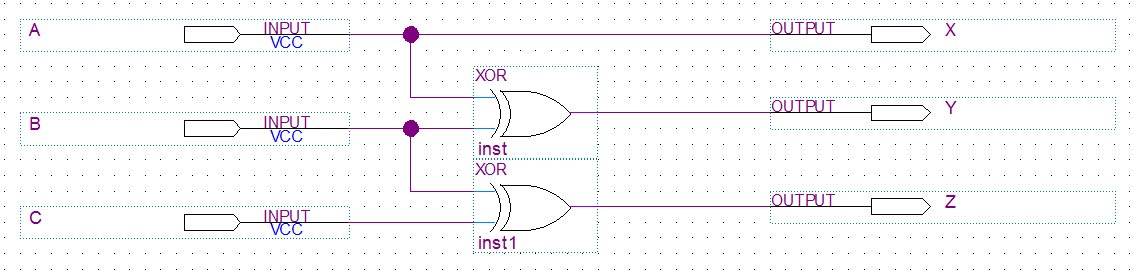 A INPUT VCC OUTPUT X
XOR
B INPUT VCC OUTPUT Y
inst
XOR
C INPUT VCC OUTPUT Z
inst1